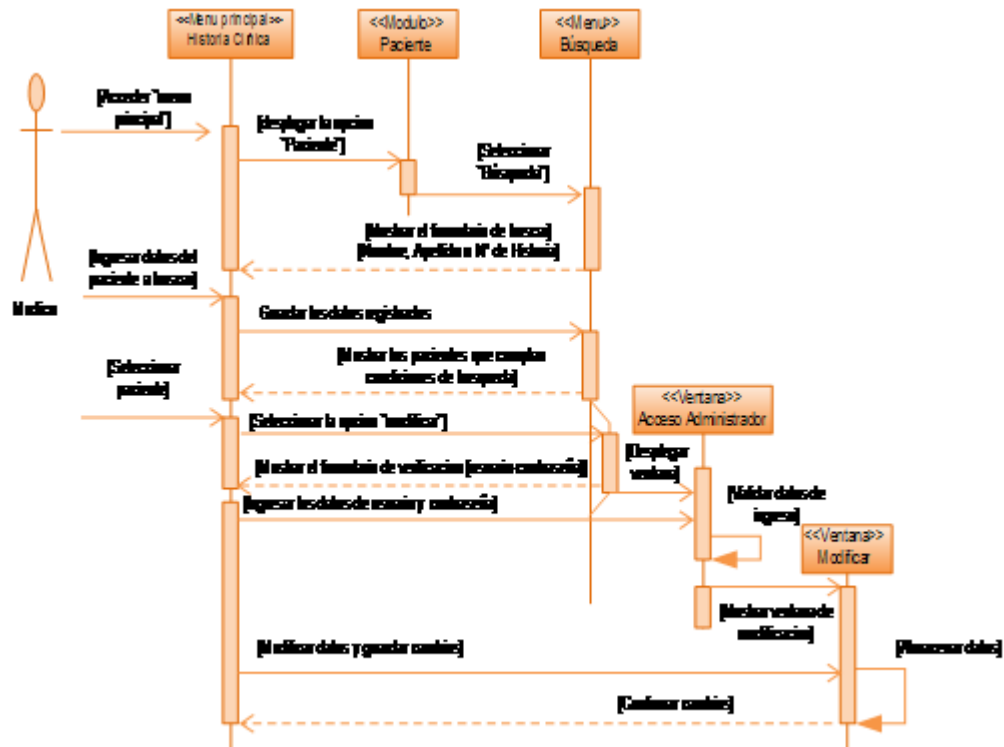 <<Menu principal>>
Historia Clinica
<<Modulo>>
Paciente
<<Menu>>
Búsqueda
[Acceder "menu
principal"]
[desplegar la opcion
"Paciente"]
[Seleccionar
"Búsqueda"]
[Mostrar el formulario de busca]
[Nombre, Apellido o N° de Historia]
[Ingresar datos del
paciente a buscar]
Medico
Guardar los datos registrados
[Mostrar los pacientes que cumplan
condiciones de busqueda]
[Seleccionar
paciente]
<<Ventana>>
Acceso Administrador
[Seleccionar la opcion "modificar"]
[Desplegar
ventana]
[Mostrar el formulario de verificacion (usuario contraseña)]
[Validar datos de
ingreso]
[Ingresar los datos de usuario y contraseña]
<<Ventana>>
Modificar
[Mostrar ventana de
modificacion]
[Modificar datos y guardar cambios]
[Almacenar datos]
[Confirmar cambios]